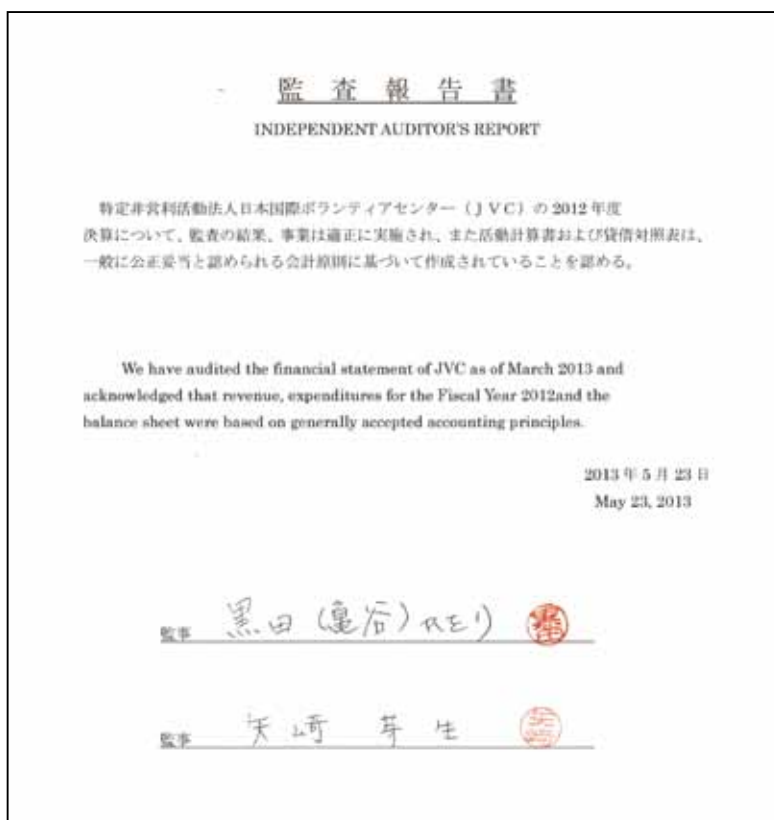 監査報告書
INDEPENDENT AUDITOR'S REPORT
特定非営利活動法人日本国際ボランティアセンター（JVC）の2012年度
決算について、監査の結果、事業は適正に実施され、また活動計算書および貸借対照表は、
一般に公正妥当と認められる会計原則に基づいて作成されていることを認める。
We have audited the financial statement of JVC as of March 2013 and
acknowledged that revenue, expenditures for the Fiscal Year 2012and the
balance sheet were based on generally accepted accounting principles.
2013年5月23日
May 23, 2013
監事 黒田（亀谷）かをり
監事 矢崎 芽生